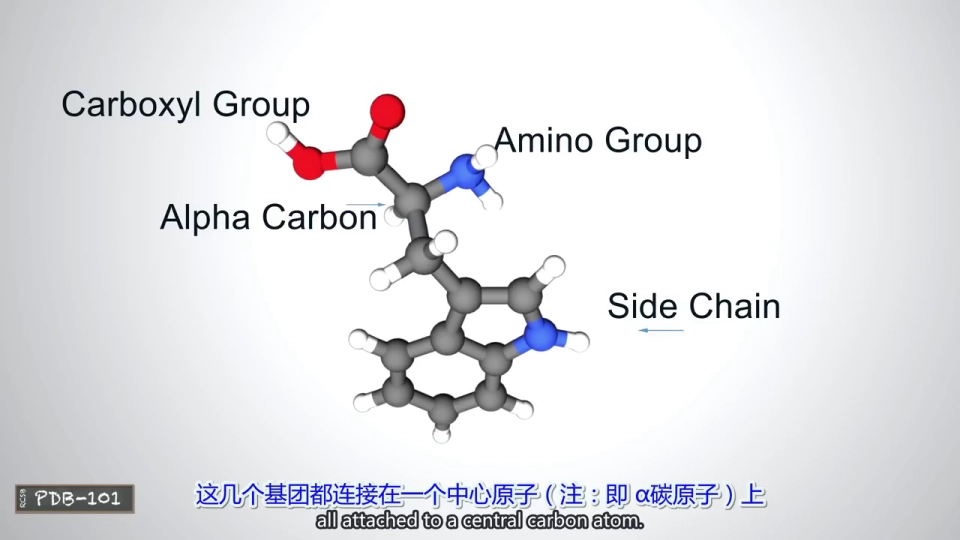 Carboxyl Group
Amino Group
Alpha Carbon
Side Chain
RCSB PDB-101
这几个基团都连接在一个中心原子（注：即 α碳原子）上
all attached to a central carbon atom.